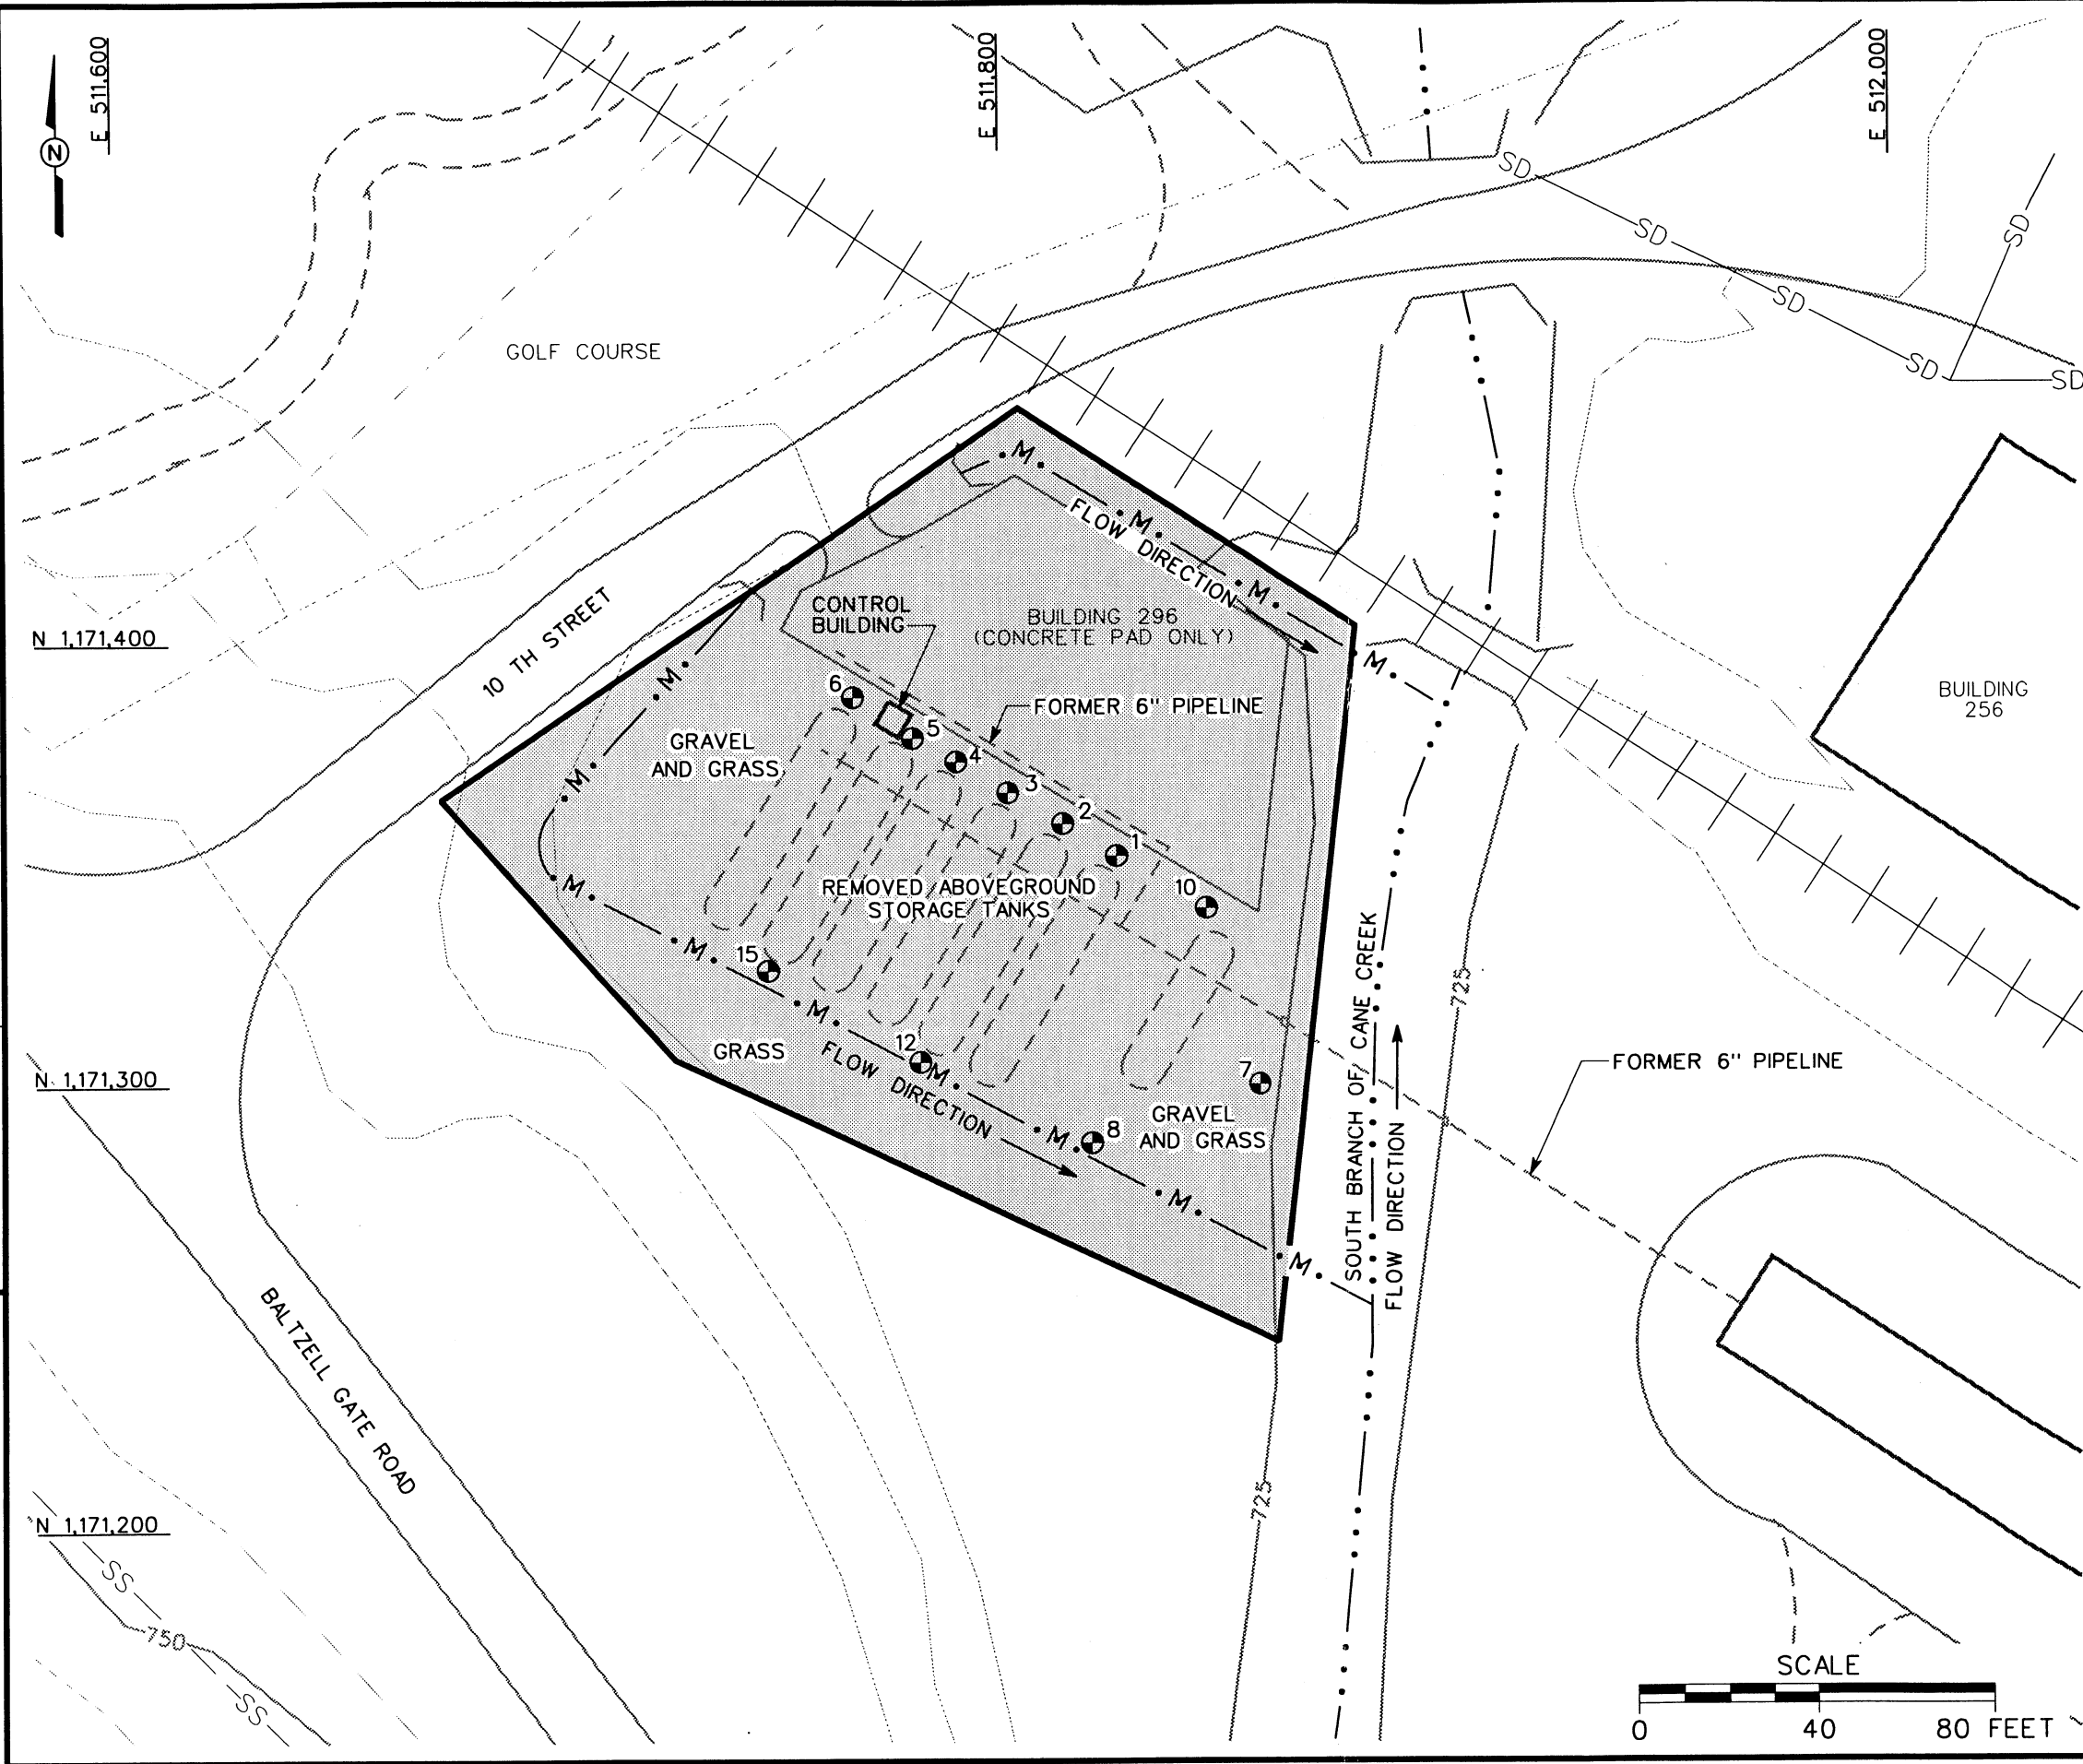 E 511,600
E 511,800
E 512,000
N
SD
SD
SD
SD
SD
SD
GOLF COURSE
M
FLOW DIRECTION
M
M
M
CONTROL
BUILDING
BUILDING 296
(CONCRETE PAD ONLY)
N 1,171,400
10 TH STREET
M
6
FORMER 6" PIPELINE
BUILDING
256
5
4
3
2
1
10
GRAVEL
AND GRASS
M
M
REMOVED ABOVEGROUND
STORAGE TANKS
M
15
M
12
M
7
8
M
M
M
GRASS
FLOW DIRECTION
GRAVEL
AND GRASS
SOUTH BRANCH OF CANE CREEK
FLOW DIRECTION
725
FORMER 6" PIPELINE
N 1,171,300
BALTZELL GATE ROAD
725
N 1,171,200
SS
750
SS
SCALE
0 40 80 FEET